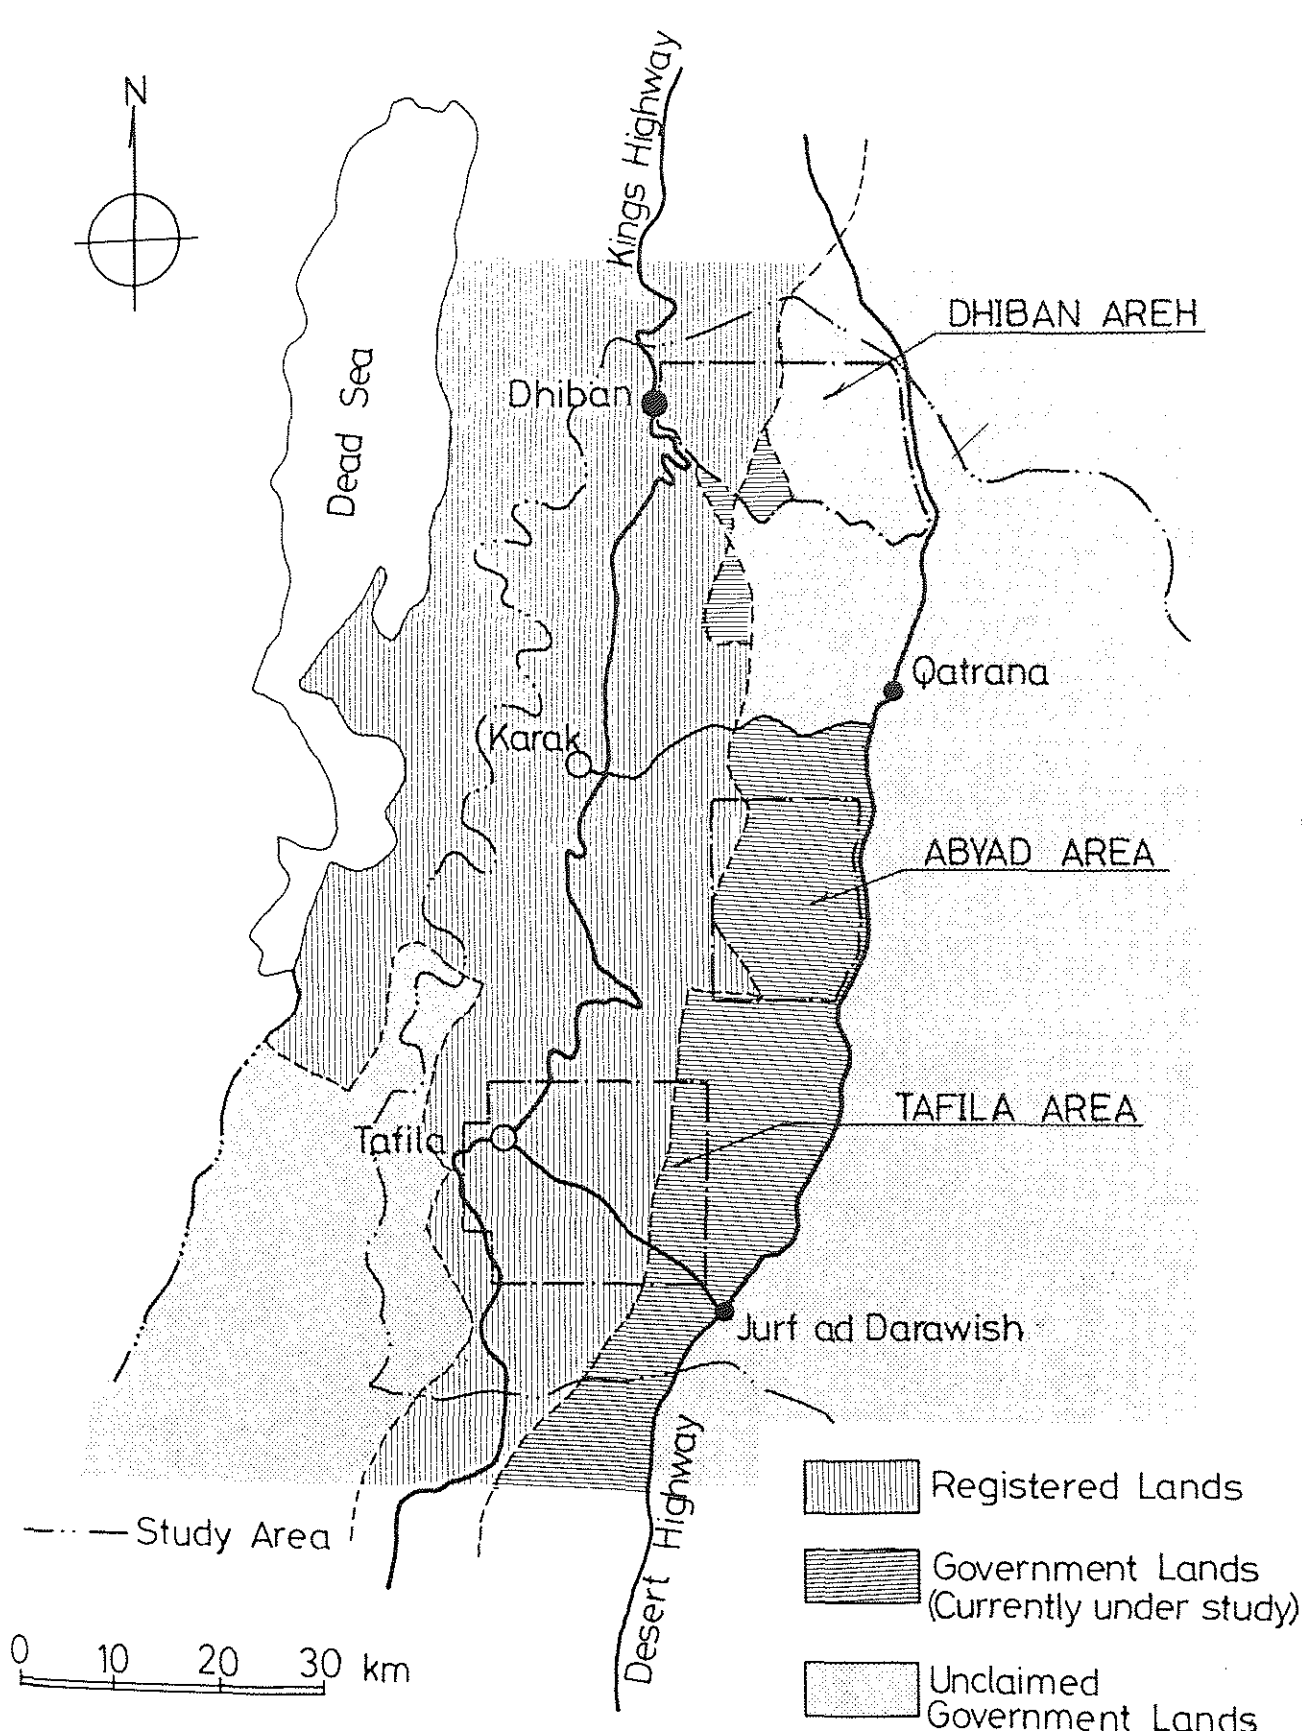 N
Kings Highway
DHIBAN AREH
Dead Sea
Dhiban
Qatrana
Karak
ABYAD AREA
TAFILA AREA
Tafila
Jurf ad Darawish
Desert Highway
Registered Lands
Study Area
Government Lands
(Currently under study)
0 10 20 30 km
Unclaimed
Government Lands